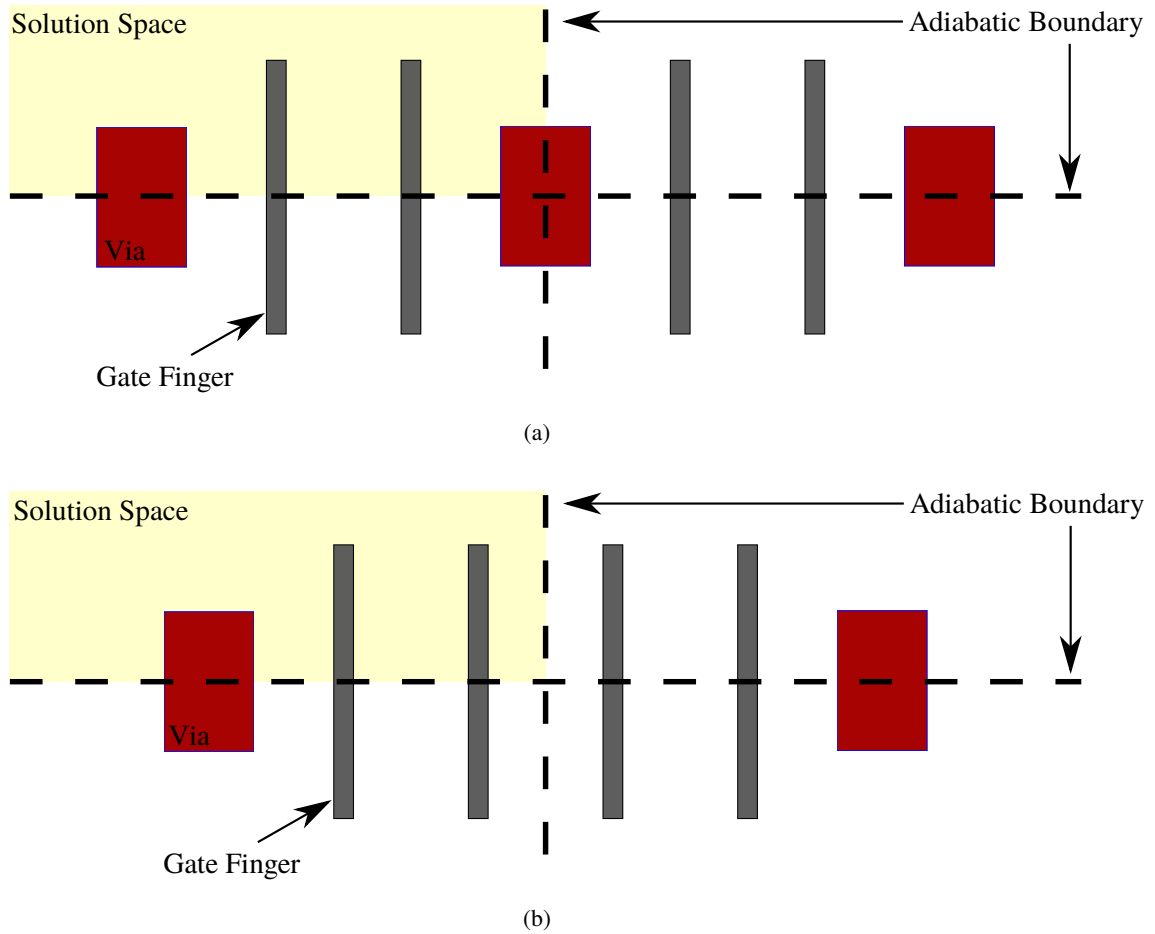 Solution Space
Adiabatic Boundary
Via
Gate Finger
(a)
Solution Space
Adiabatic Boundary
Via
Gate Finger
(b)